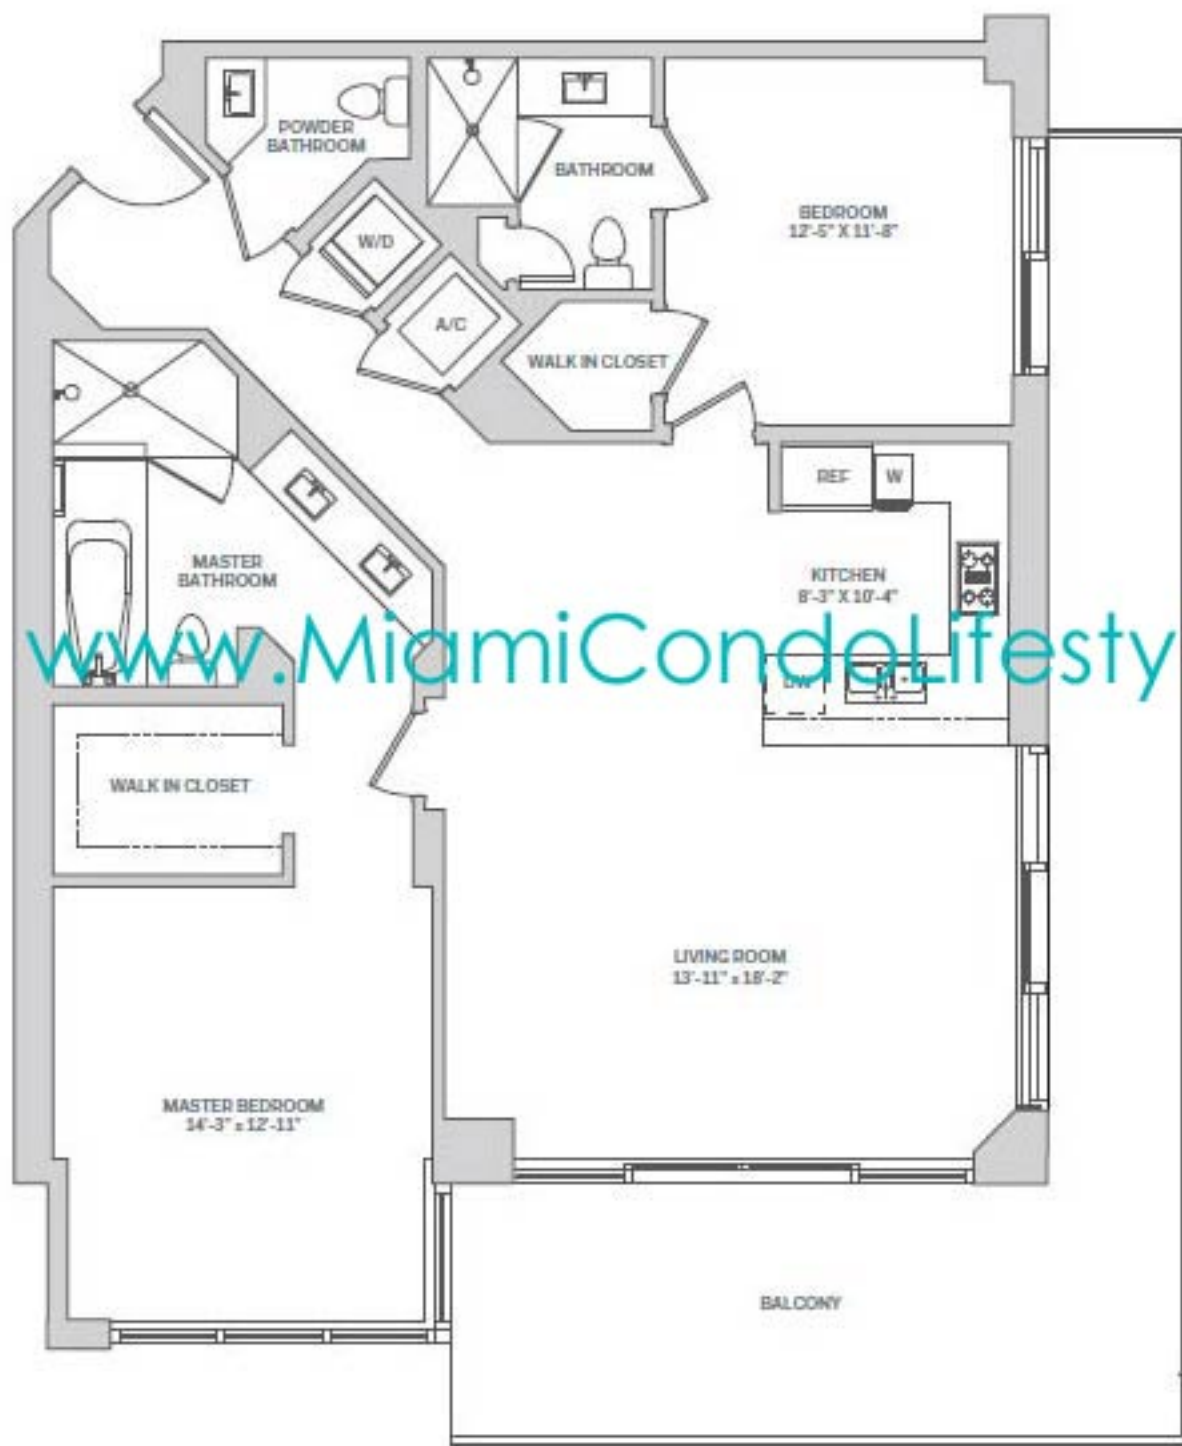 POWDER
BATHROOM
BATHROOM
BEDROOM
12'-5" X 11'-8"
W/D
A/C
WALK IN CLOSET
REF
W
MASTER
BATHROOM
KITCHEN
8'-3" X 10'-4"
www.MiamiCondoLifesty
DW
WALK IN CLOSET
LIVING ROOM
13'-11" x 18'-2"
MASTER BEDROOM
14'-3" x 12'-11"
BALCONY